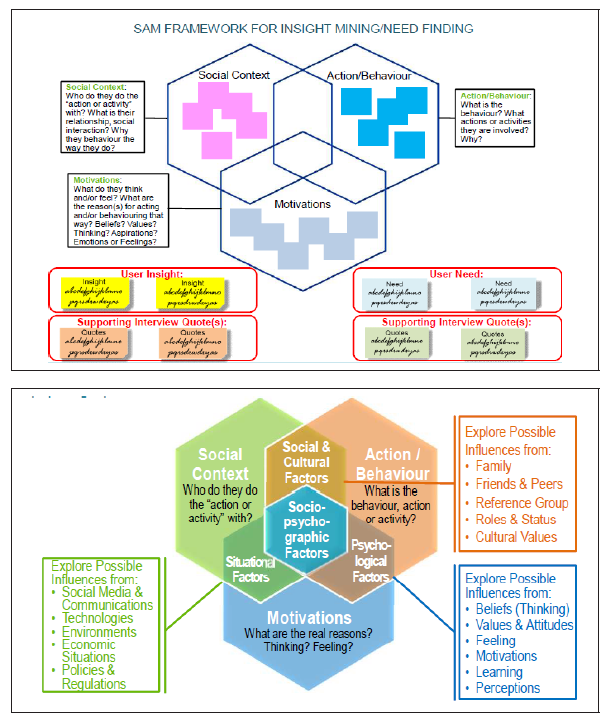 SAM FRAMEWORK FOR INSIGHT MINING/NEED FINDING
Social Context
Action/Behaviour
Social Context:
Who do they do the
"action or activity"
with? What is their
relationship, social
interaction? Why
they behaviour the
way they do?
Action/Behaviour:
What is the
behaviour? What
actions or activities
they are involved?
Why?
Motivations:
What do they think
and/or feel? What are
the reason(s) for acting
and/or behaviouring that
way? Beliefs? Values?
Thinking? Aspirations?
Emotions or Feelings?
Motivations
User Insight:
Insight
Insight
User Need:
Need
Need
Supporting Interview Quote(s):
Quotes
Quotes
Supporting Interview Quote(s):
Quotes
Quotes
Social
Context
Who do they do
the "action or
activity" with?
Social &
Cultural
Factors
Action /
Behaviour
What is the
behaviour, action
or activity?
Socio-
psycho-
graphic
Factors
Situational
Factors
Psycho-
logical
Factors
Motivations
What are the real reasons?
Thinking? Feeling?
Explore Possible
Influences from:
• Family
• Friends & Peers
• Reference Group
• Roles & Status
• Cultural Values
Explore Possible
Influences from:
• Social Media &
Communications
• Technologies
• Environments
• Economic
Situations
• Policies &
Regulations
Explore Possible
Influences from:
• Beliefs (Thinking)
• Values & Attitudes
• Feeling
• Motivations
• Learning
• Perceptions